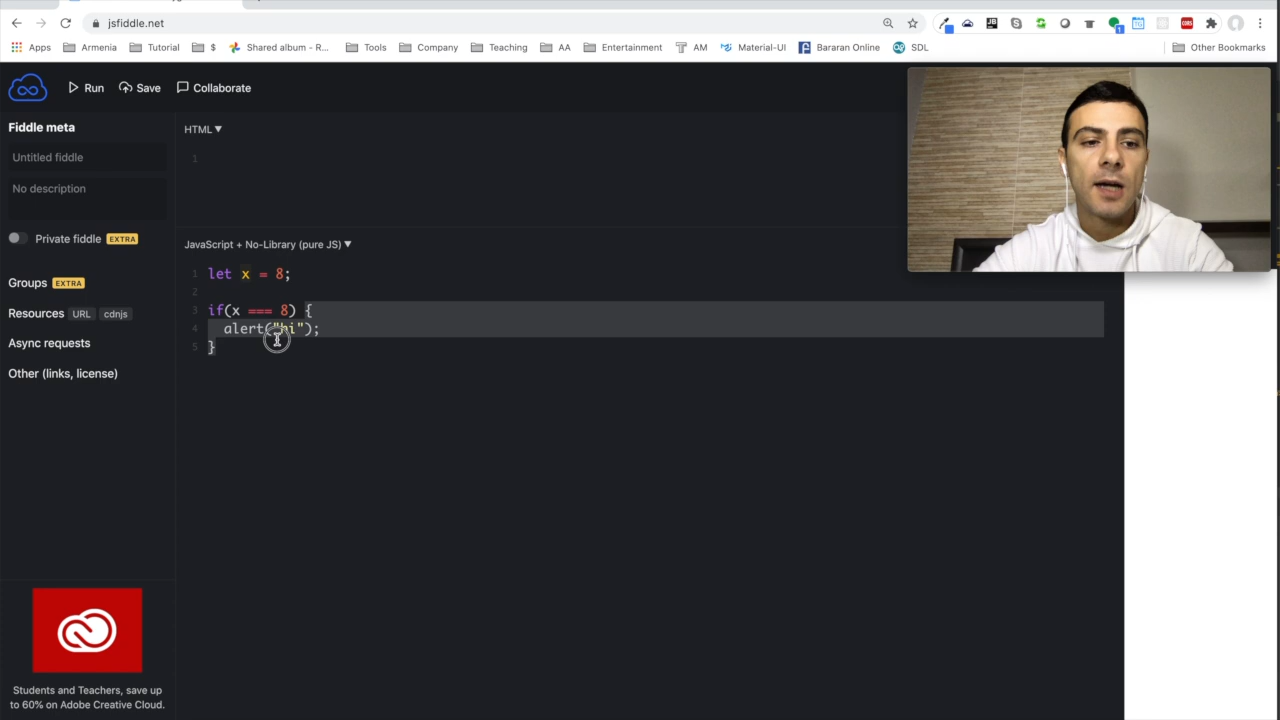 jsfiddle.net
Apps Armenia Tutorial $ Shared album - R... Tools Company Teaching AA Entertainment AM Material-UI Bararan Online SDL Other Bookmarks
Run Save Collaborate
Fiddle meta
Untitled fiddle
No description
Private fiddle EXTRA
Groups EXTRA
Resources URL cdnjs
Async requests
Other (links, license)
HTML ▼
1
JavaScript + No-Library (pure JS) ▼
1 let x = 8;
2
3 if(x === 8) {
4 alert("hi");
5 }
Students and Teachers, save up
to 60% on Adobe Creative Cloud.